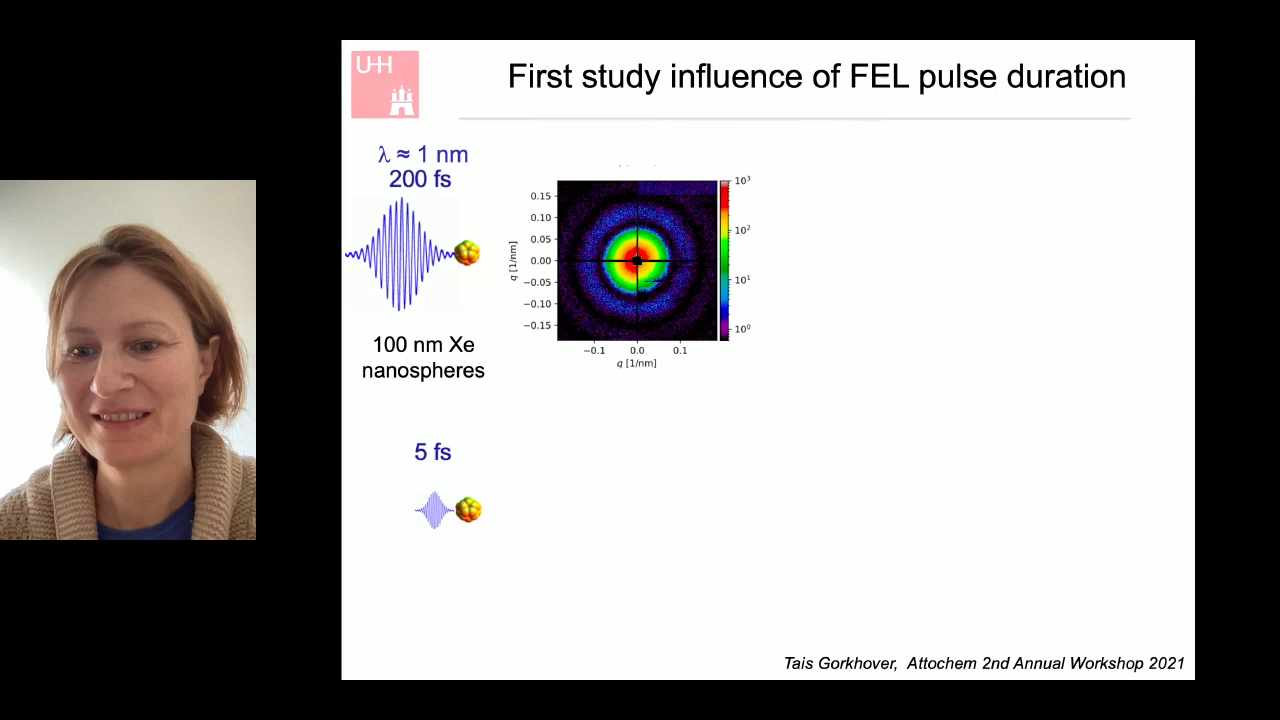 UHH
First study influence of FEL pulse duration
λ ≈ 1 nm
200 fs
100 nm Xe
nanospheres
5 fs
q [1/nm]
0.15
0.10
0.05
0.00
−0.05
−0.10
−0.15
−0.1 0.0 0.1
q [1/nm]
10³
10²
10¹
10⁰
Tais Gorkhover, Attochem 2nd Annual Workshop 2021